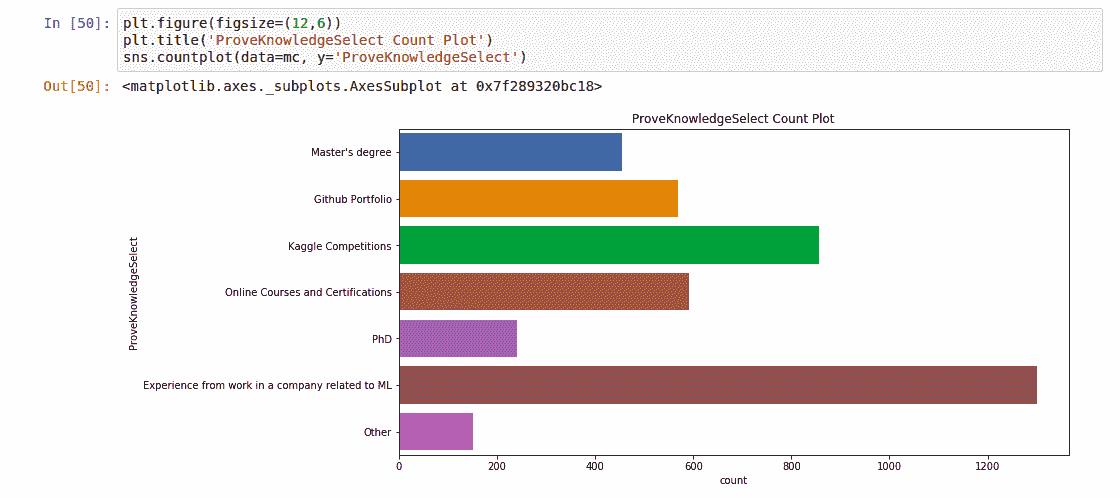 In [50]: plt.figure(figsize=(12,6))
plt.title('ProveKnowledgeSelect Count Plot')
sns.countplot(data=mc, y='ProveKnowledgeSelect')
Out[50]: <matplotlib.axes._subplots.AxesSubplot at 0x7f289320bc18>
ProveKnowledgeSelect Count Plot
ProveKnowledgeSelect
Master's degree
Github Portfolio
Kaggle Competitions
Online Courses and Certifications
PhD
Experience from work in a company related to ML
Other
0 200 400 600 800 1000 1200
count